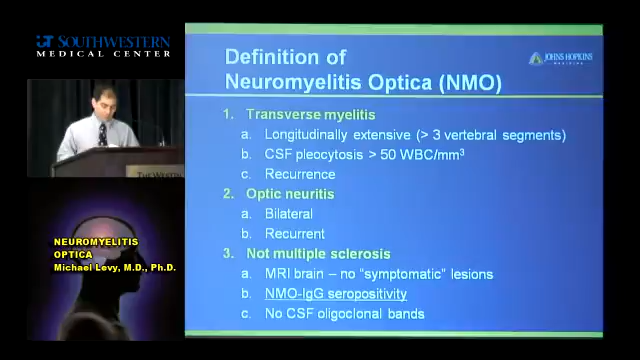 UT SOUTHWESTERN
MEDICAL CENTER
THE WESTIN
NEUROMYELITIS
OPTICA
Michael Levy, M.D., Ph.D.
Definition of
Neuromyelitis Optica (NMO)
JOHNS HOPKINS
MEDICINE
1. Transverse myelitis
a. Longitudinally extensive (> 3 vertebral segments)
b. CSF pleocytosis > 50 WBC/mm³
c. Recurrence
2. Optic neuritis
a. Bilateral
b. Recurrent
3. Not multiple sclerosis
a. MRI brain – no “symptomatic” lesions
b. NMO-IgG seropositivity
c. No CSF oligoclonal bands